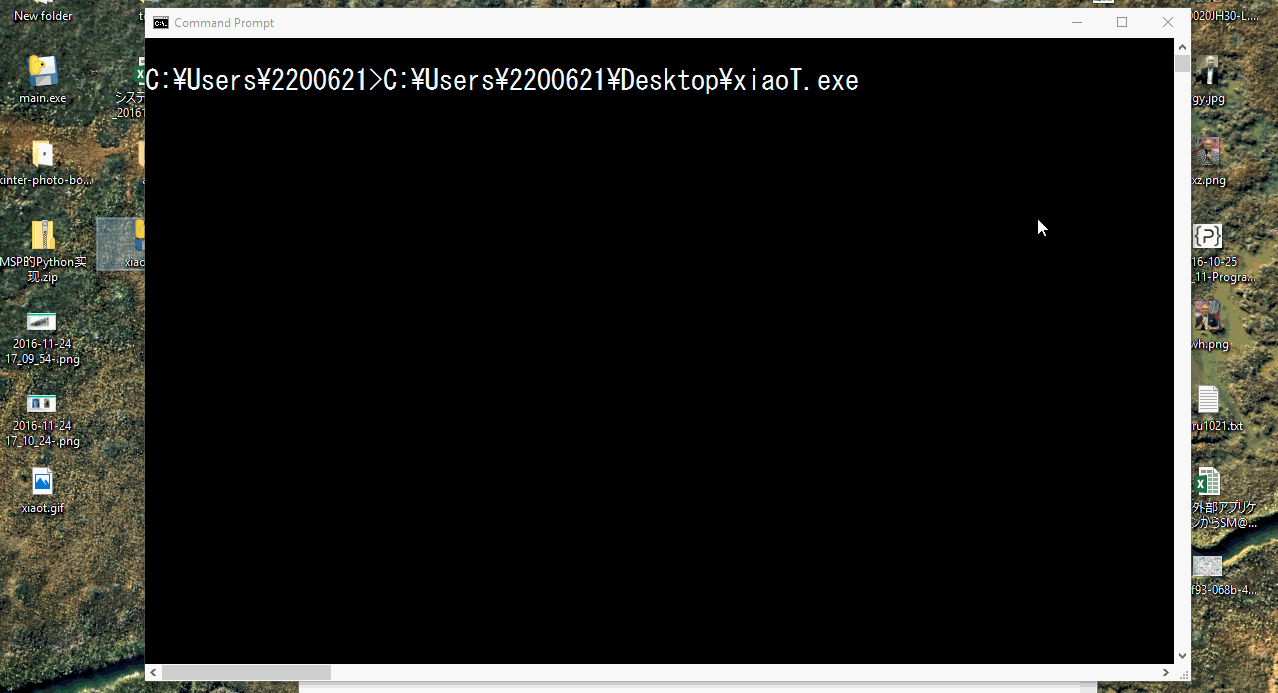 Command Prompt
C:¥Users¥2200621>C:¥Users¥2200621¥Desktop¥xiaoT.exe
New folder
main.exe
ンステ
_2016
kinter-photo-bo...
MSP的Python实
现.zip
xiao
2016-11-24
17_09_54-.png
2016-11-24
17_10_24-.png
xiaot.gif
020JH30-L....
gy.jpg
xz.png
16-10-25
_11-Progra...
wh.png
ru1021.txt
外部アプリケ
ンからSM@...
f93-068b-4...